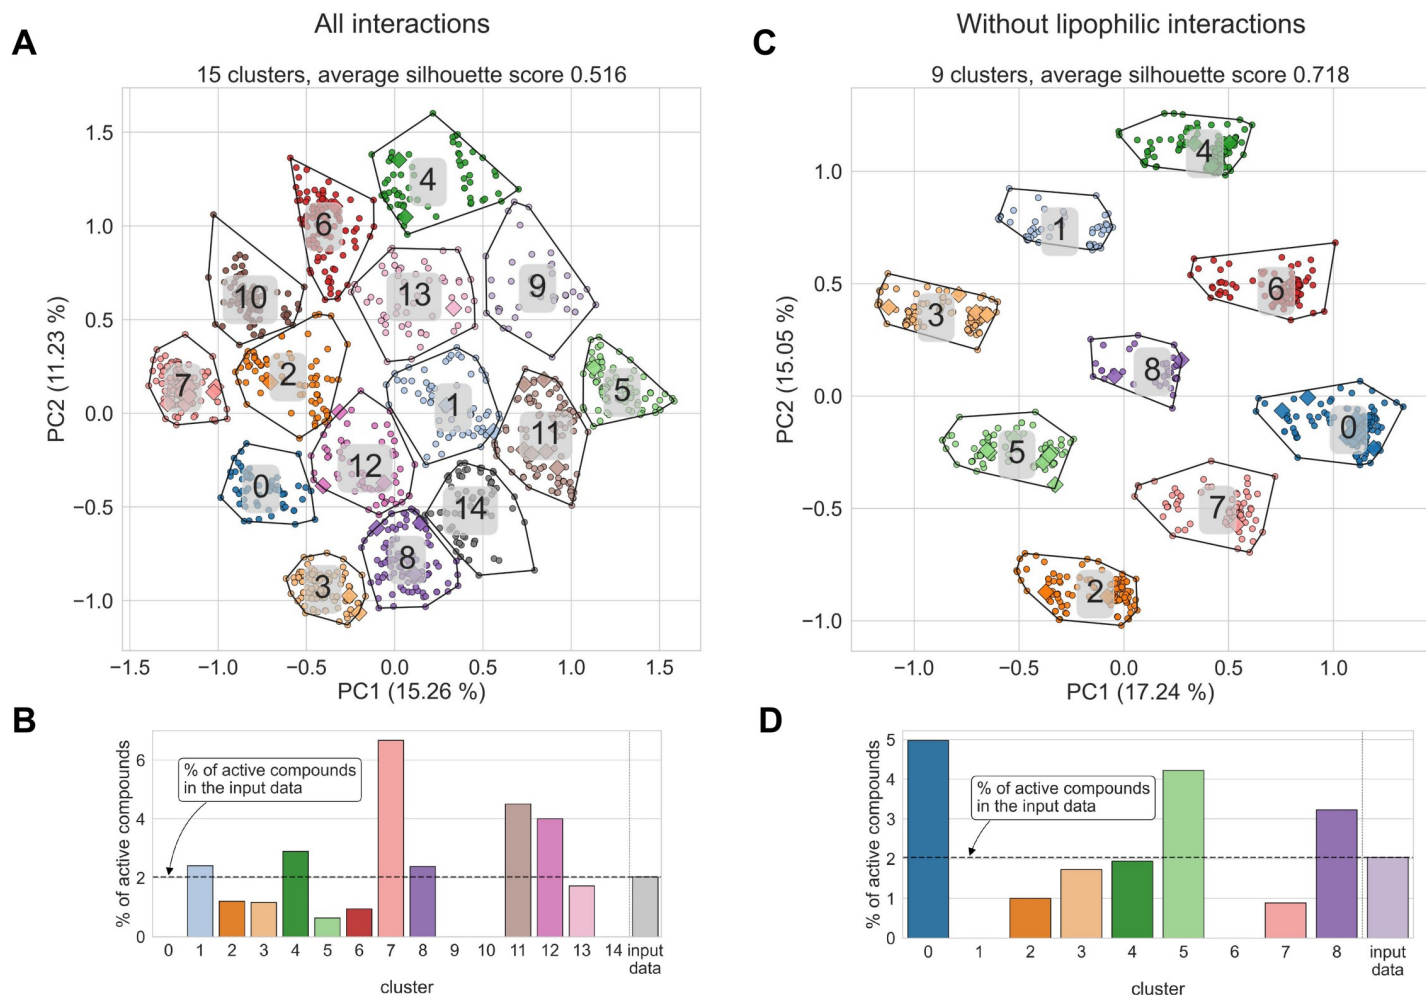 All interactions
Without lipophilic interactions
A
C
15 clusters, average silhouette score 0.516
9 clusters, average silhouette score 0.718
1.5
1.0
0.5
0.0
−0.5
−1.0
PC2 (11.23 %)
4
6
9
10
13
2
7
5
1
11
12
0
14
8
3
−1.5
−1.0
−0.5
0.0
0.5
1.0
1.5
PC1 (15.26 %)
1.0
0.5
0.0
−0.5
−1.0
PC2 (15.05 %)
4
1
6
3
8
0
5
7
2
−1.0
−0.5
0.0
0.5
1.0
PC1 (17.24 %)
B
% of active compounds
6
4
2
0
% of active compounds
in the input data
0 1 2 3 4 5 6 7 8 9 10 11 12 13 14 input
data
cluster
D
% of active compounds
5
4
3
2
1
0
% of active compounds
in the input data
0 1 2 3 4 5 6 7 8 input
data
cluster